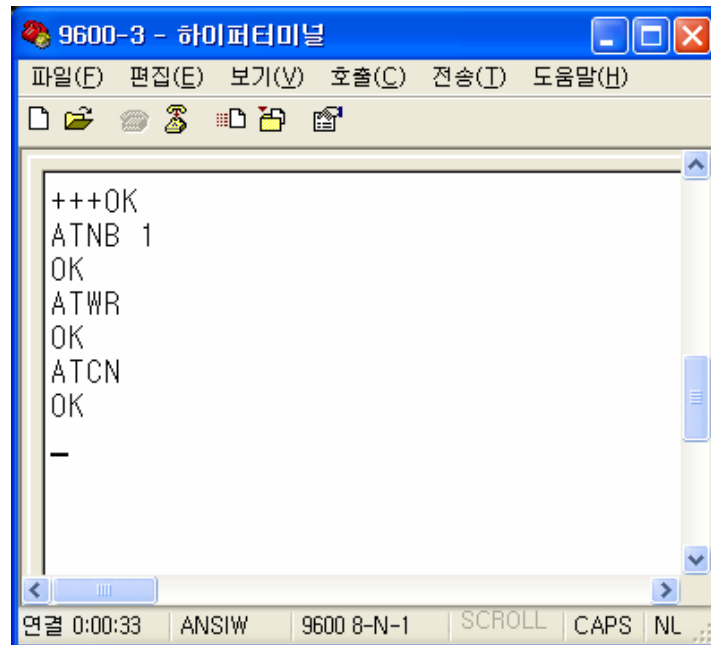 9600-3 - 하이퍼터미널
파일(F) 편집(E) 보기(V) 호출(C) 전송(T) 도움말(H)
+++OK
ATNB 1
OK
ATWR
OK
ATCN
OK
연결 0:00:33 ANSIW 9600 8-N-1 SCROLL CAPS NL